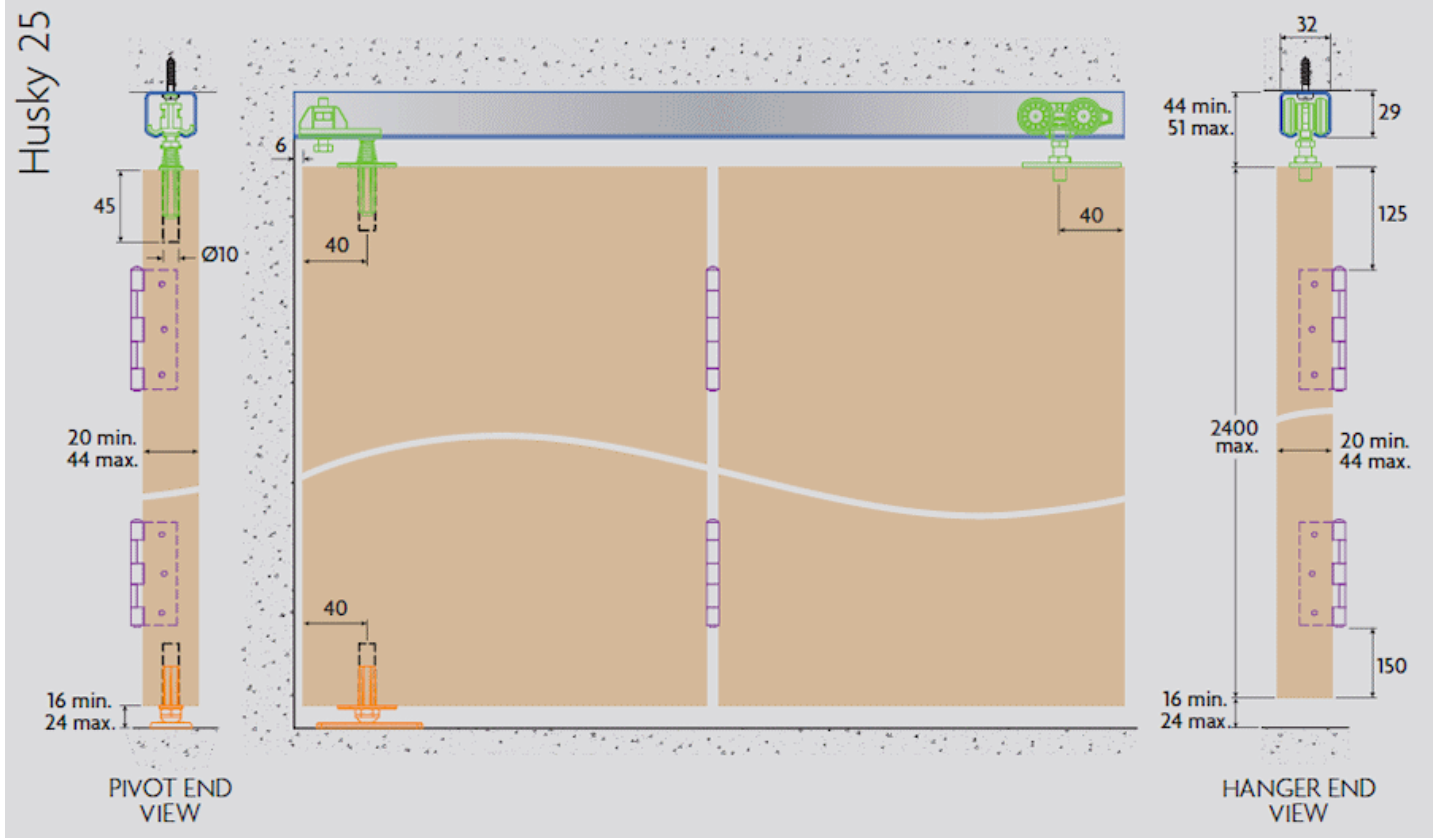 Husky 25
45
Ø10
20 min.
44 max.
16 min.
24 max.
PIVOT END
VIEW
6
40
40
40
32
44 min.
51 max.
29
125
2400
max.
20 min.
44 max.
150
16 min.
24 max.
HANGER END
VIEW